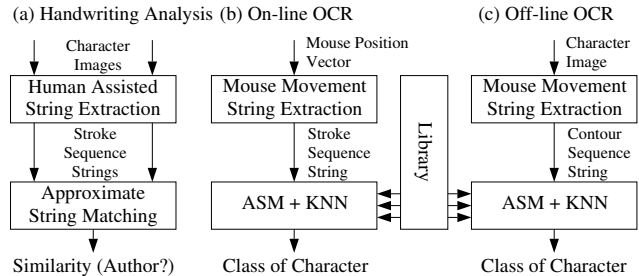 (a) Handwriting Analysis
Character
Images
Human Assisted
String Extraction
Stroke
Sequence
Strings
Approximate
String Matching
Similarity (Author?)
(b) On-line OCR
Mouse Position
Vector
Mouse Movement
String Extraction
Stroke
Sequence
String
ASM + KNN
Class of Character
Library
(c) Off-line OCR
Character
Image
Mouse Movement
String Extraction
Contour
Sequence
String
ASM + KNN
Class of Character